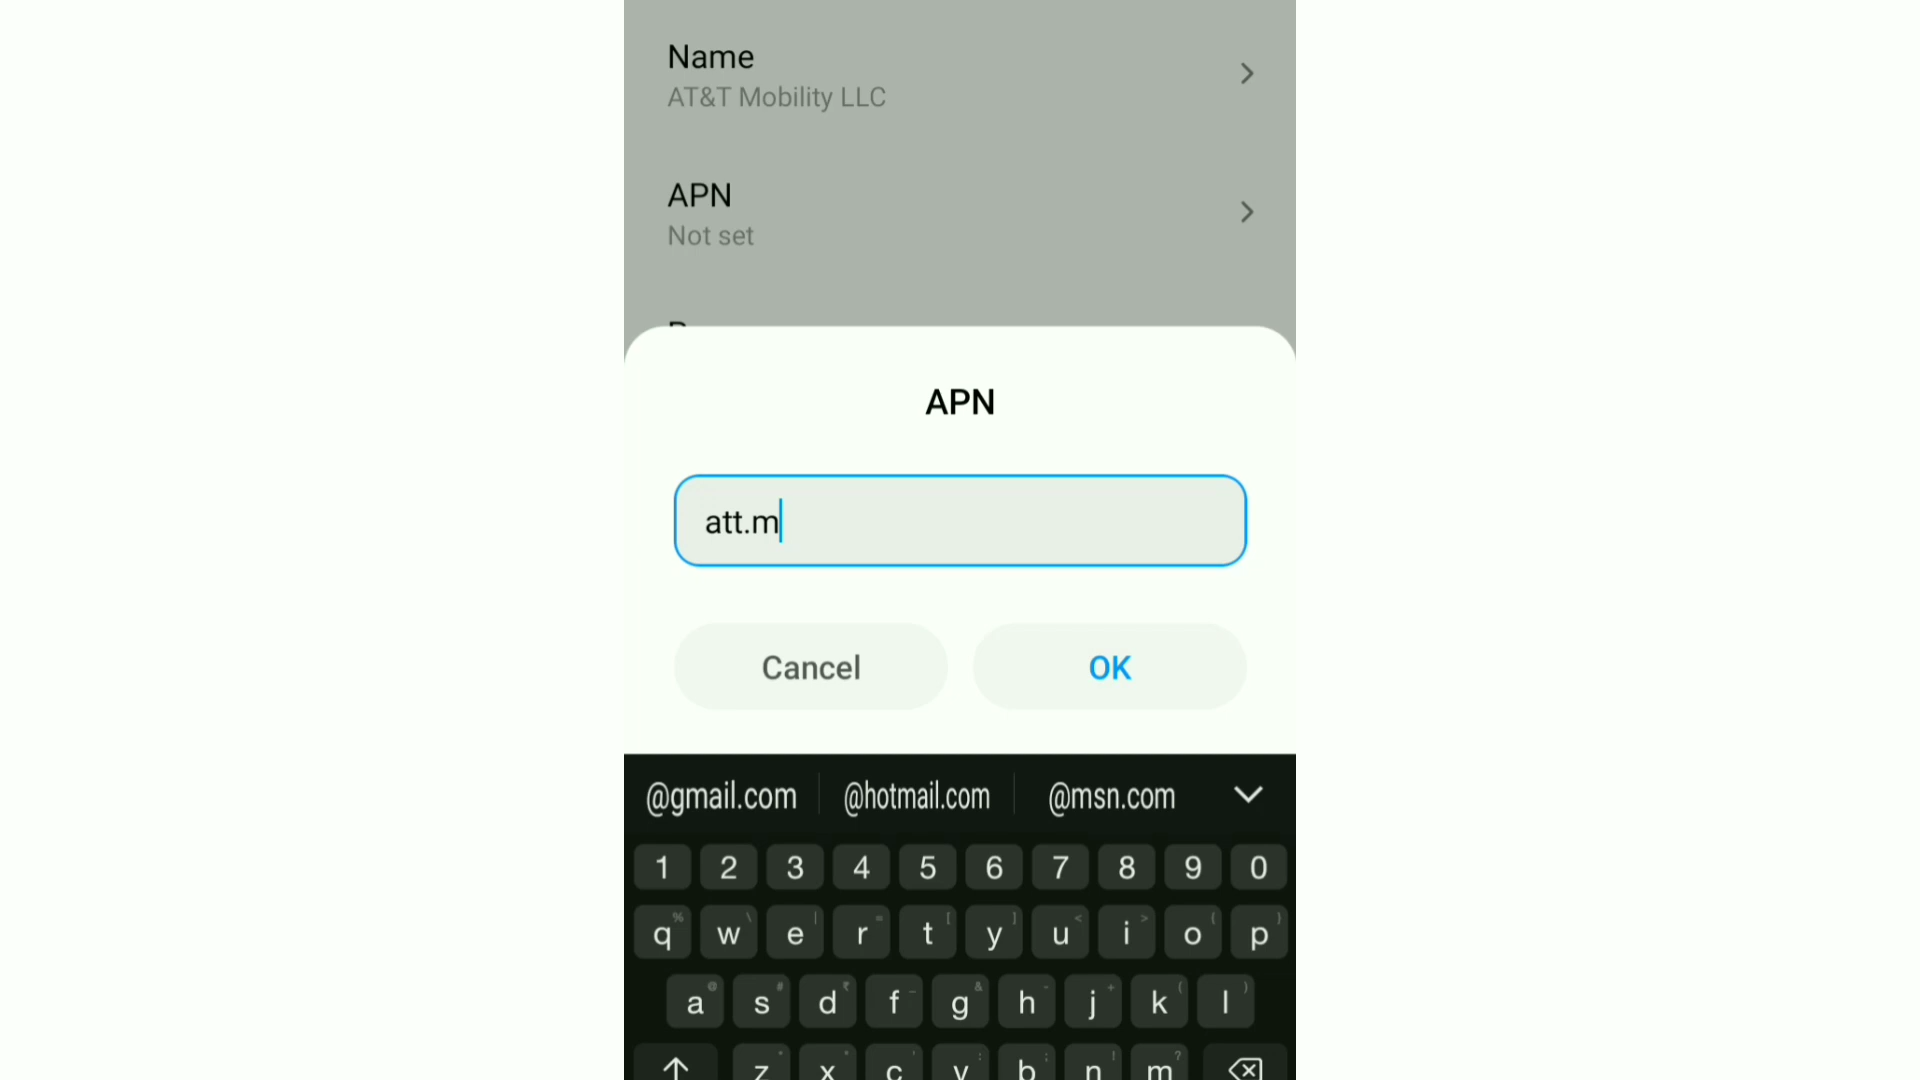 Name
AT&T Mobility LLC
APN
Not set
APN
att.m
Cancel OK
@gmail.com @hotmail.com @msn.com
1 2 3 4 5 6 7 8 9 0
q w e r t y u i o p
a s d f g h j k l
z x c v b n m